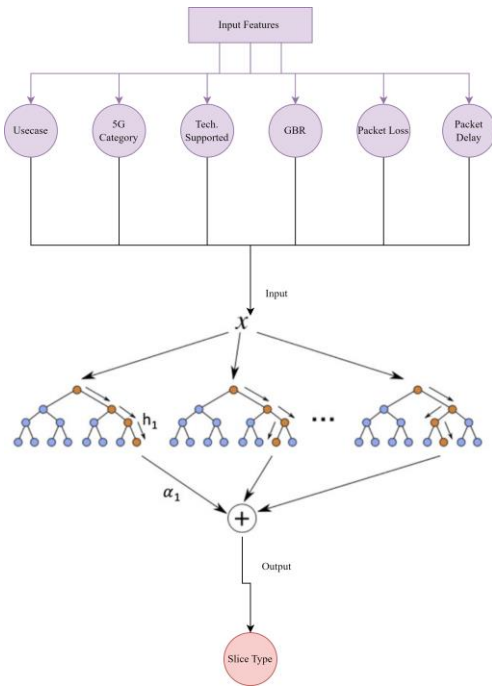 Input Features
Usecase
5G
Category
Tech.
Supported
GBR
Packet Loss
Packet
Delay
Input
x
h₁
...
α₁
+
Output
Slice Type